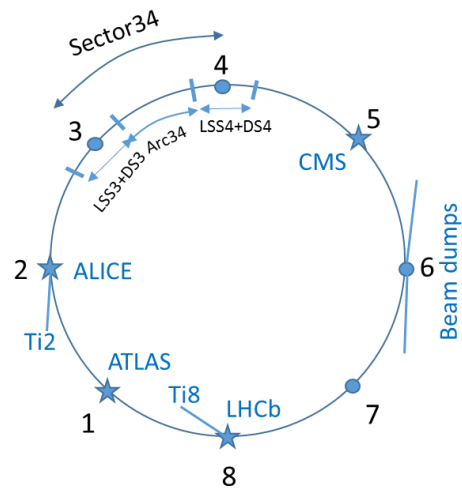 Sector34
4
3
5
LSS3+DS3
Arc34
LSS4+DS4
CMS
2
ALICE
6
Beam dumps
Ti2
ATLAS
Ti8
LHCb
1
7
8